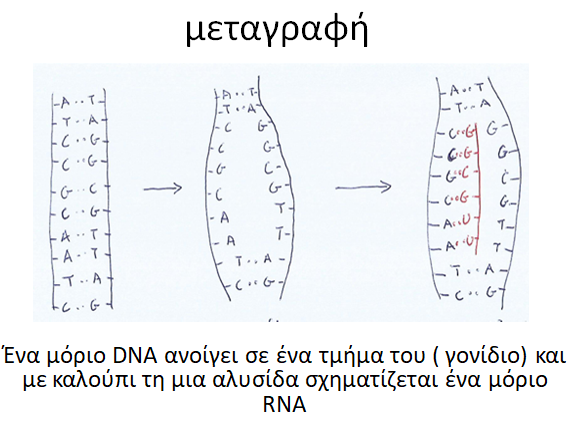 μεταγραφή
A··T
T··A
C··G
C··G
G··C
C··G
A··T
A··T
T··A
C··G
A··T
T··A
C G
C G
G C
C G
A T
A T
T··A
C··G
A··T
T··A
C··G G
C··G G
G··C C
C··G G
A··U T
A··U T
T··A
C··G
Ένα μόριο DNA ανοίγει σε ένα τμήμα του ( γονίδιο) και
με καλούπι τη μια αλυσίδα σχηματίζεται ένα μόριο
RNA